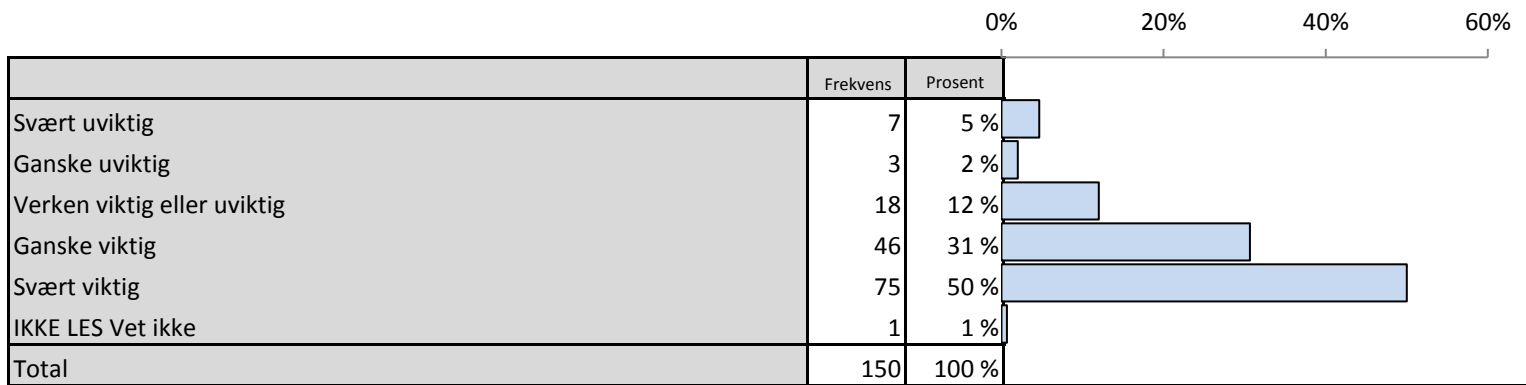 0% 20% 40% 60%
Frekvens Prosent
Svært uviktig 7 5 %
Ganske uviktig 3 2 %
Verken viktig eller uviktig 18 12 %
Ganske viktig 46 31 %
Svært viktig 75 50 %
IKKE LES Vet ikke 1 1 %
Total 150 100 %